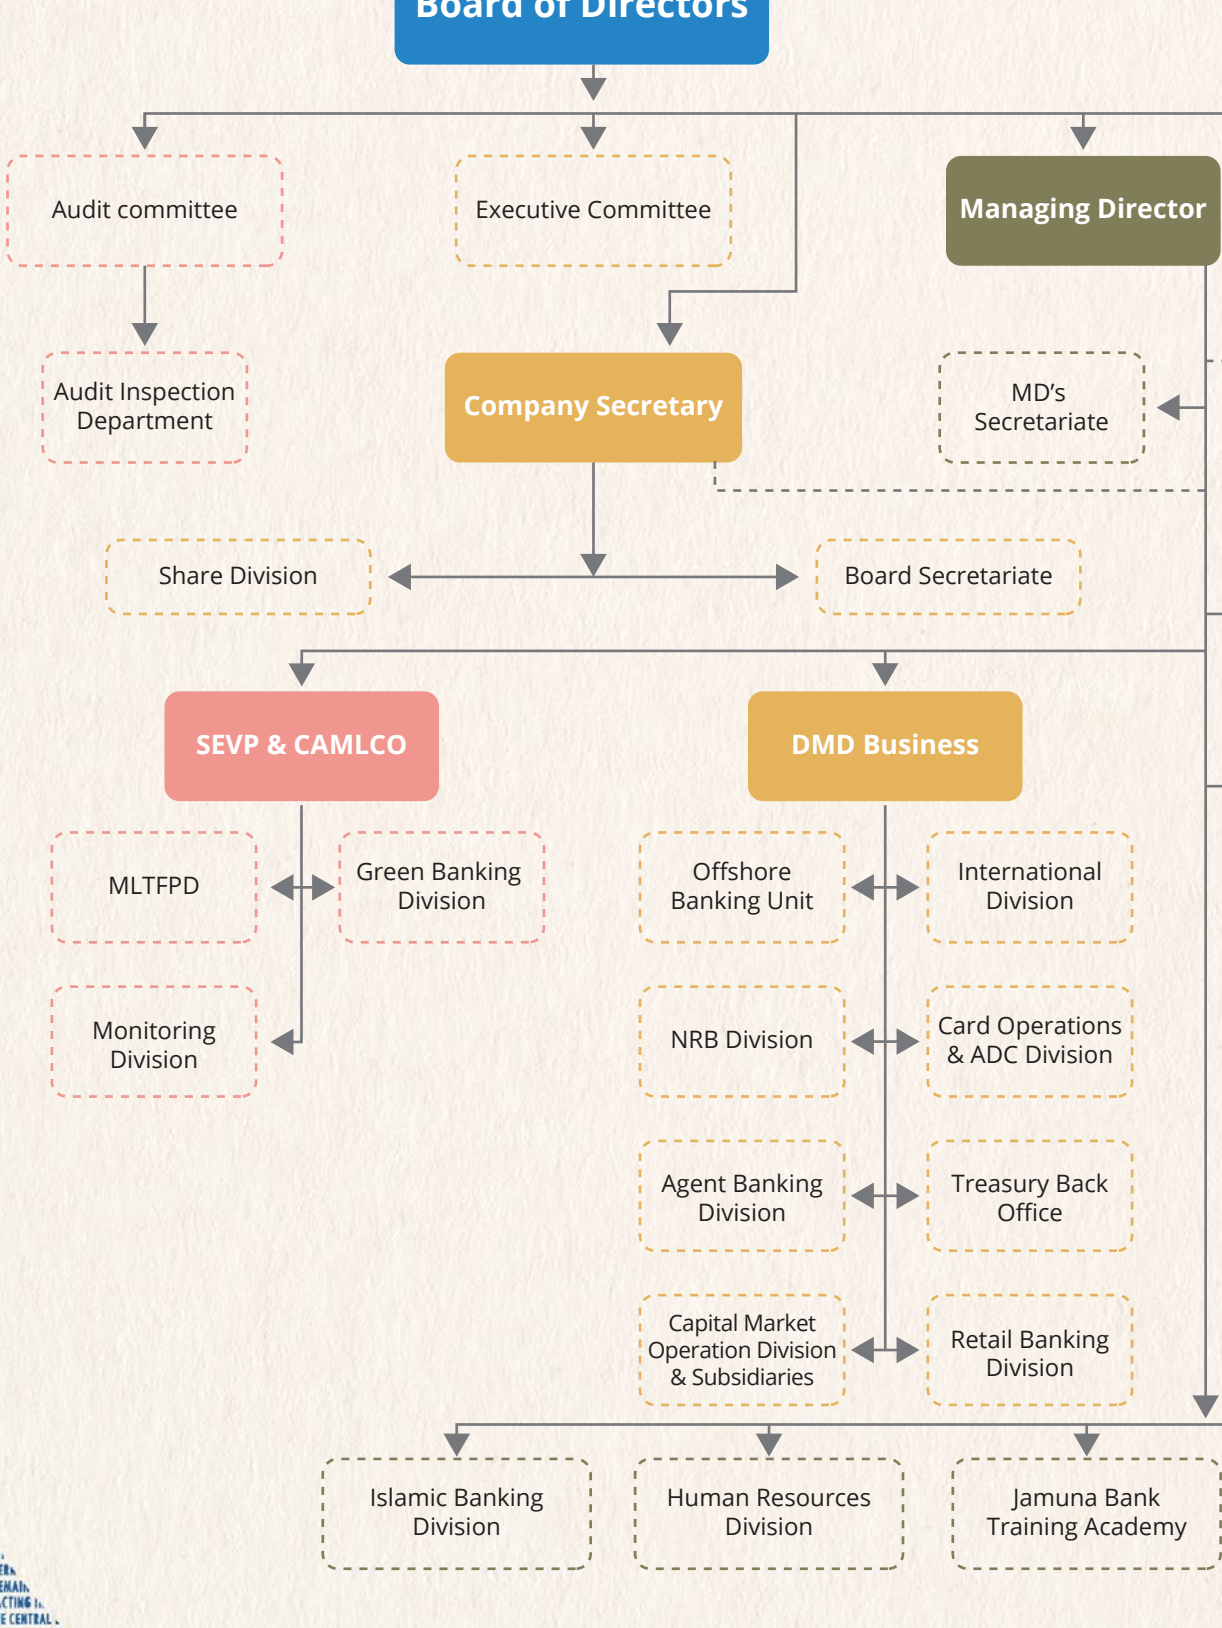 Board of Directors
Audit committee
Executive Committee
Managing Director
Audit Inspection
Department
Company Secretary
MD's
Secretariate
Share Division
Board Secretariate
SEVP & CAMLCO
DMD Business
MLTFPD
Green Banking
Division
Offshore
Banking Unit
International
Division
Monitoring
Division
NRB Division
Card Operations
& ADC Division
Agent Banking
Division
Treasury Back
Office
Capital Market
Operation Division
& Subsidiaries
Retail Banking
Division
Islamic Banking
Division
Human Resources
Division
Jamuna Bank
Training Academy
CENTRAL